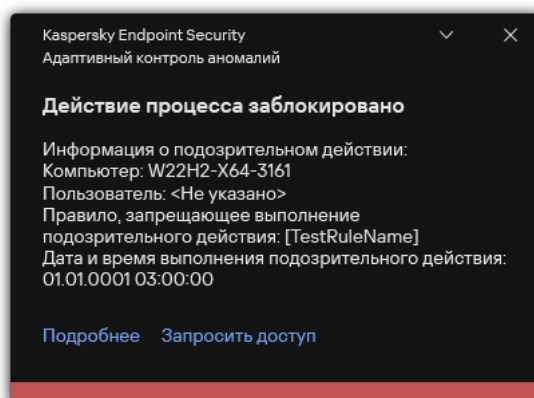 Kaspersky Endpoint Security
Адаптивный контроль аномалий
Действие процесса заблокировано
Информация о подозрительном действии:
Компьютер: W22H2-X64-3161
Пользователь: <Не указано>
Правило, запрещающее выполнение
подозрительного действия: [TestRuleName]
Дата и время выполнения подозрительного действия:
01.01.0001 03:00:00
Подробнее Запросить доступ